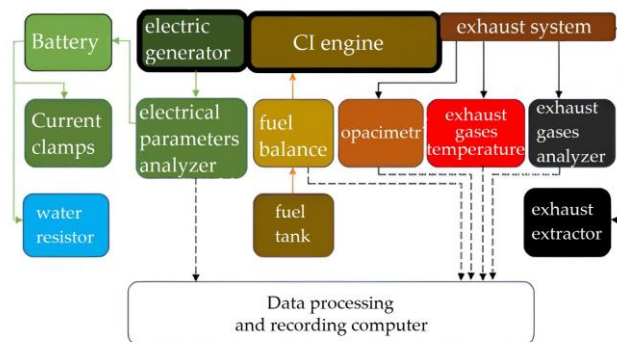 Battery
electric
generator
CI engine
exhaust system
Current
clamps
electrical
parameters
analyzer
fuel
balance
opacimetr
exhaust
gases
temperature
exhaust
gases
analyzer
water
resistor
fuel
tank
exhaust
extractor
Data processing
and recording computer